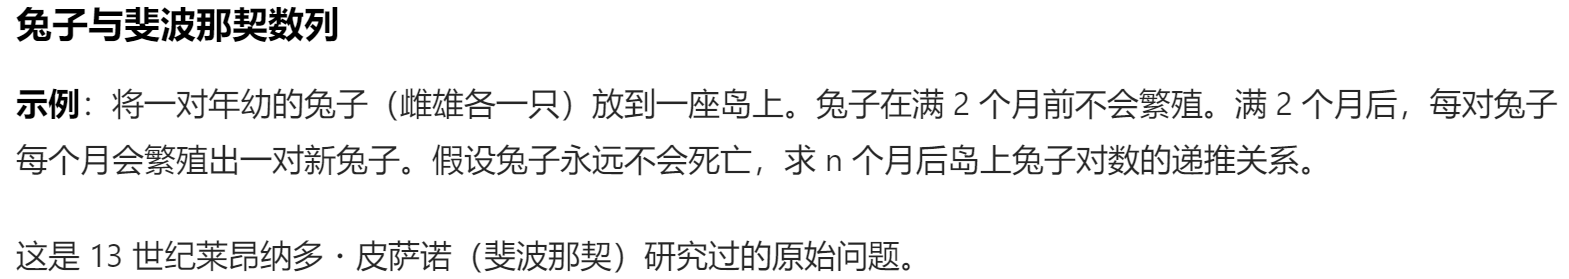 兔子与斐波那契数列
示例：将一对年幼的兔子（雌雄各一只）放到一座岛上。兔子在满 2 个月前不会繁殖。满 2 个月后，每对兔子
每个月会繁殖出一对新兔子。假设兔子永远不会死亡，求 n 个月后岛上兔子对数的递推关系。
这是 13 世纪莱昂纳多・皮萨诺（斐波那契）研究过的原始问题。